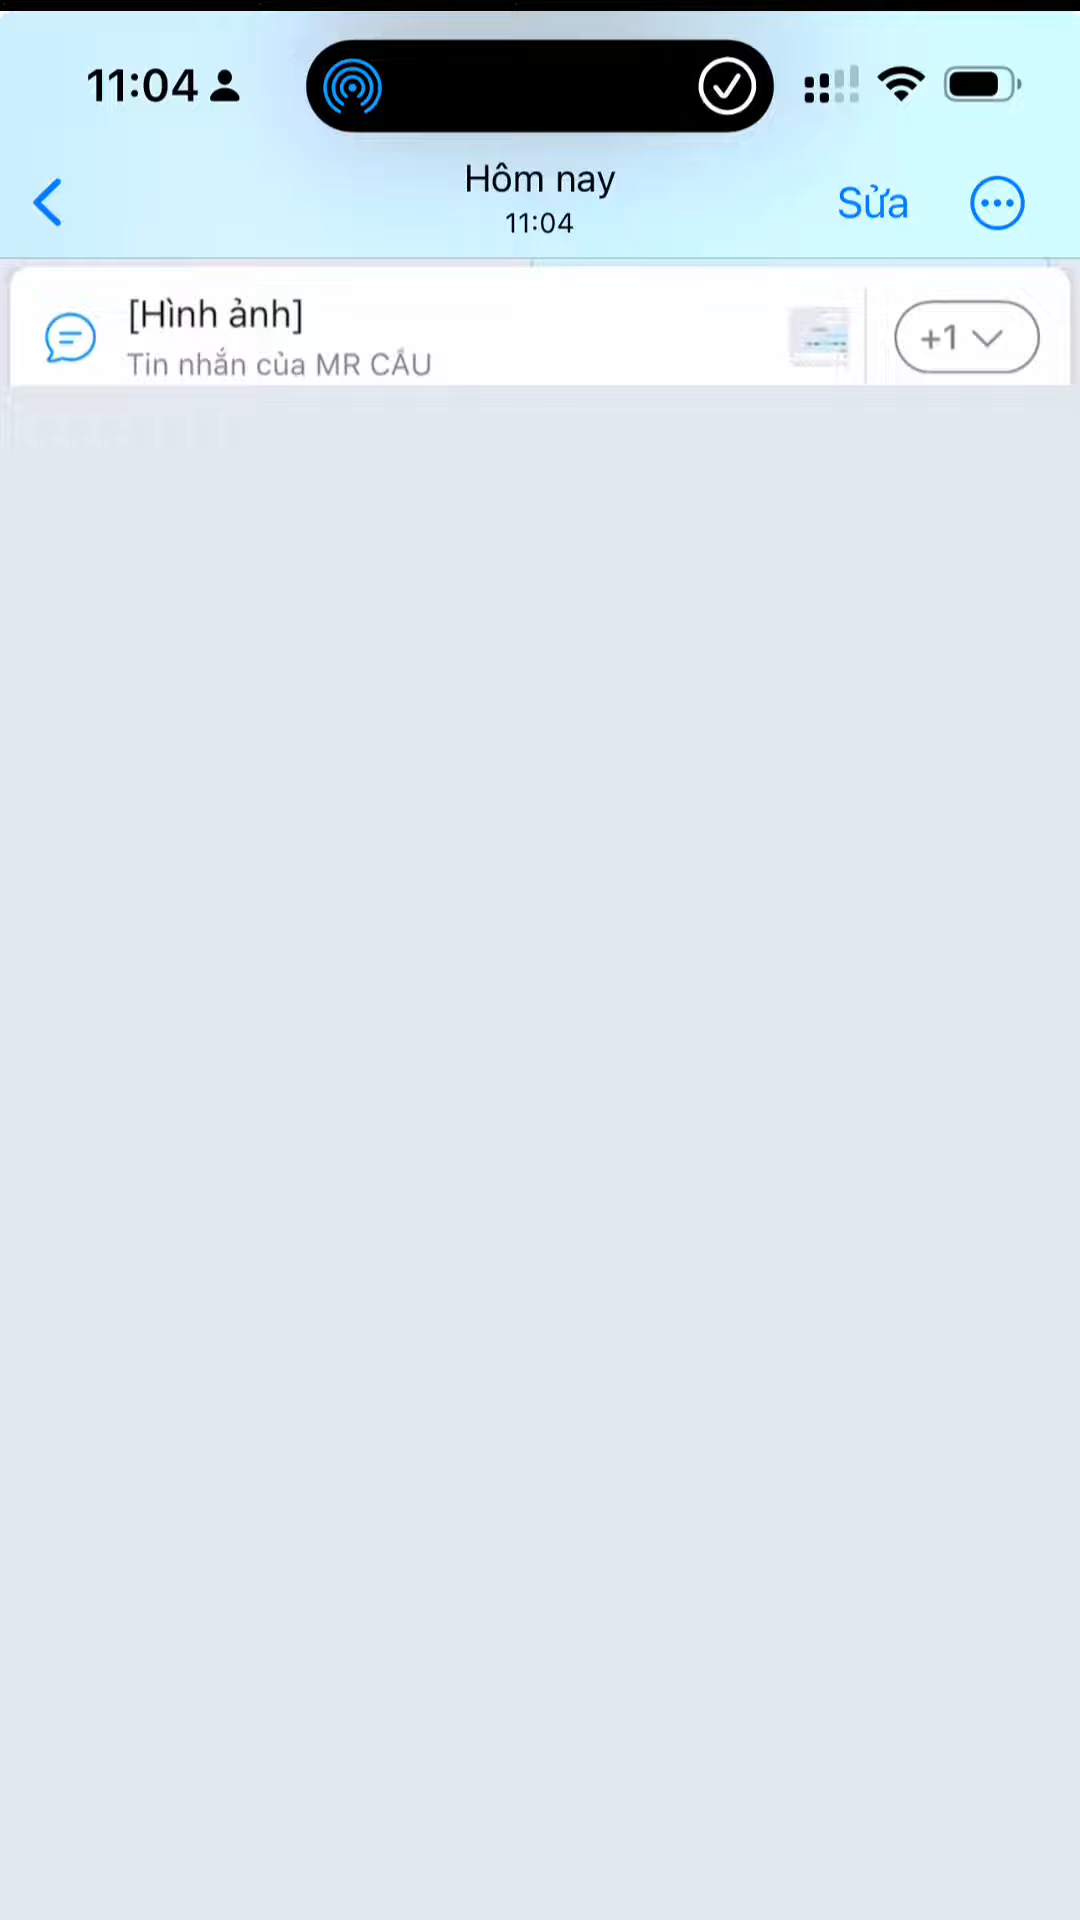 11:04
Hôm nay
11:04
Sửa
[Hình ảnh]
Tin nhắn của MR CẦU
+1